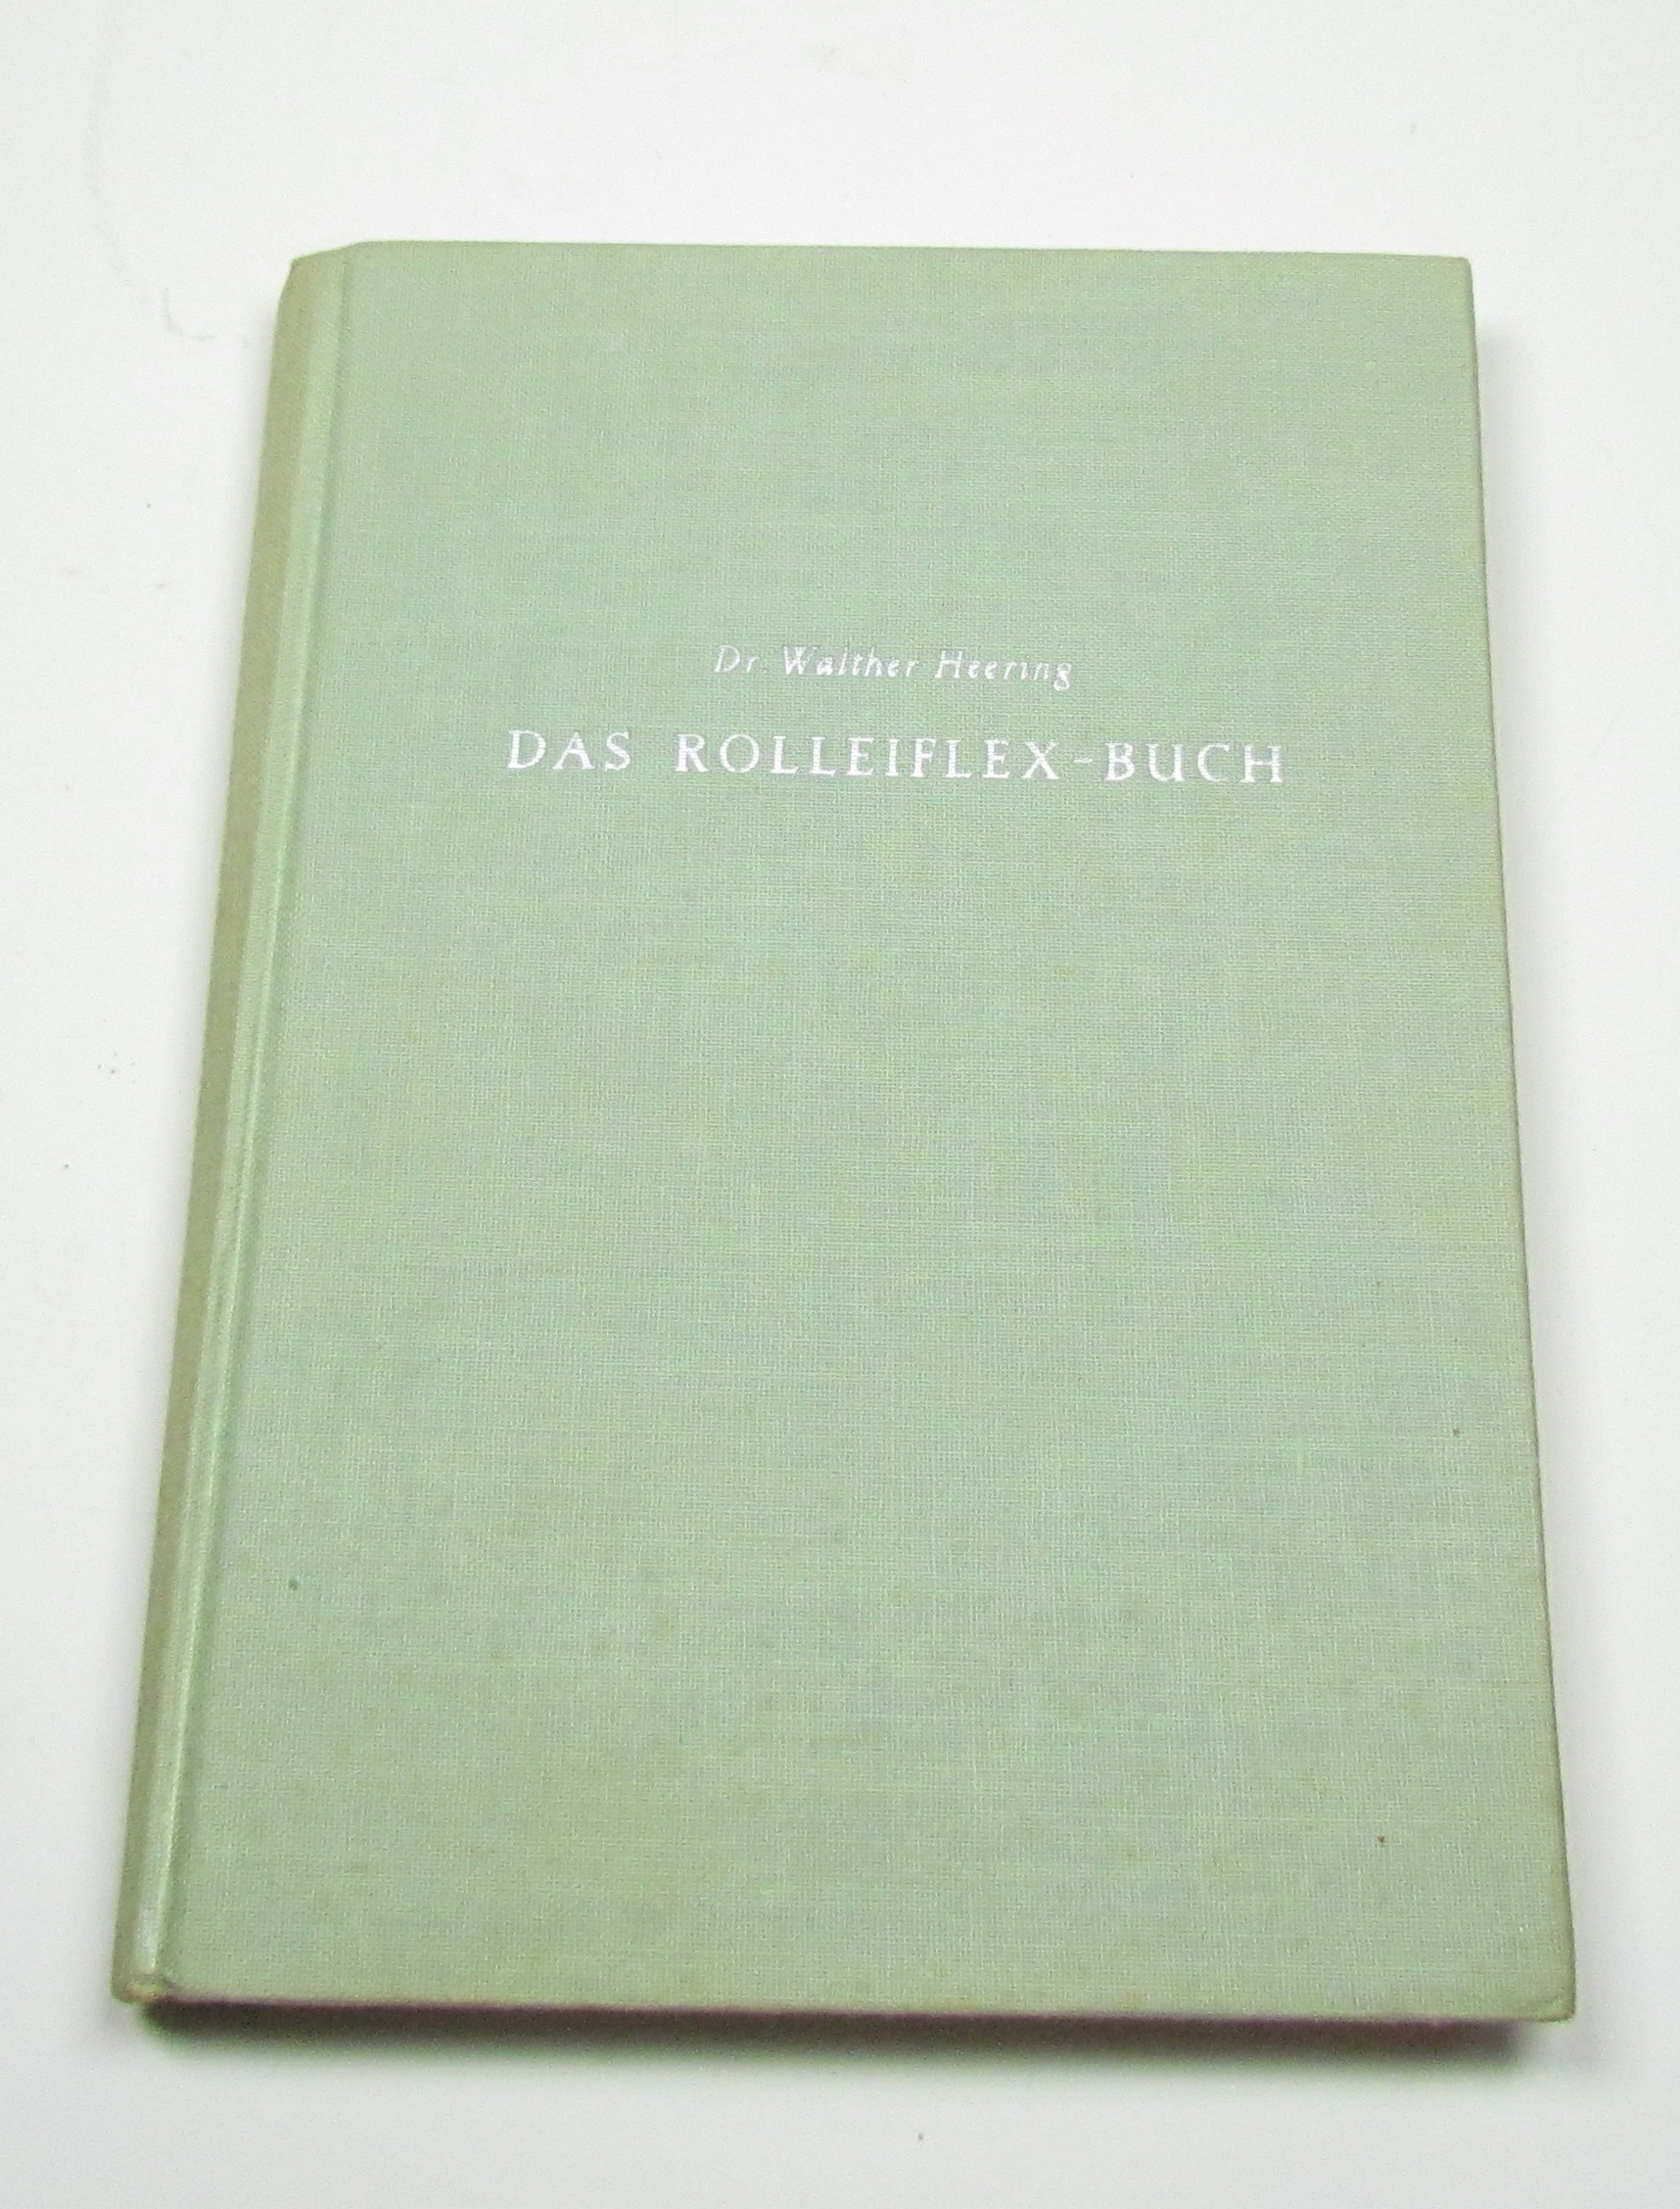 Dr. Walther Heering
DAS ROLLEIFLEX-BUCH